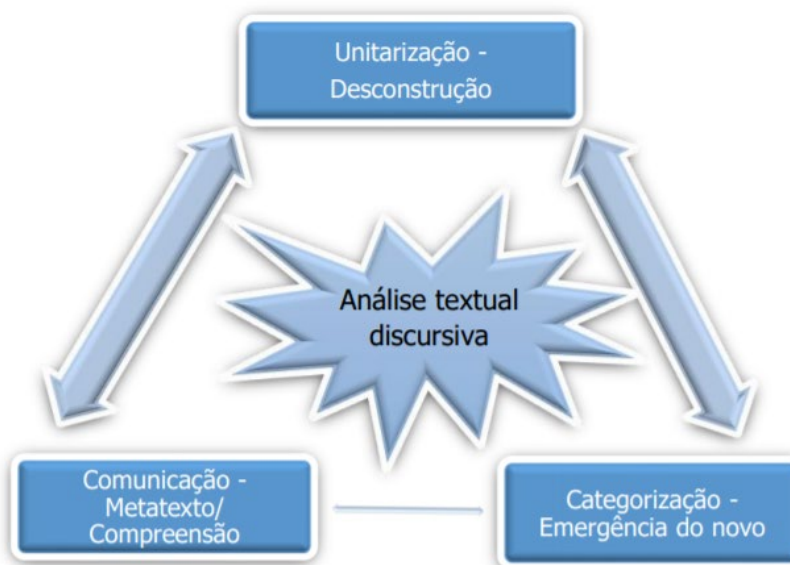 Unitarização -
Desconstrução
Análise textual
discursiva
Comunicação -
Metatexto/
Compreensão
Categorização -
Emergência do novo